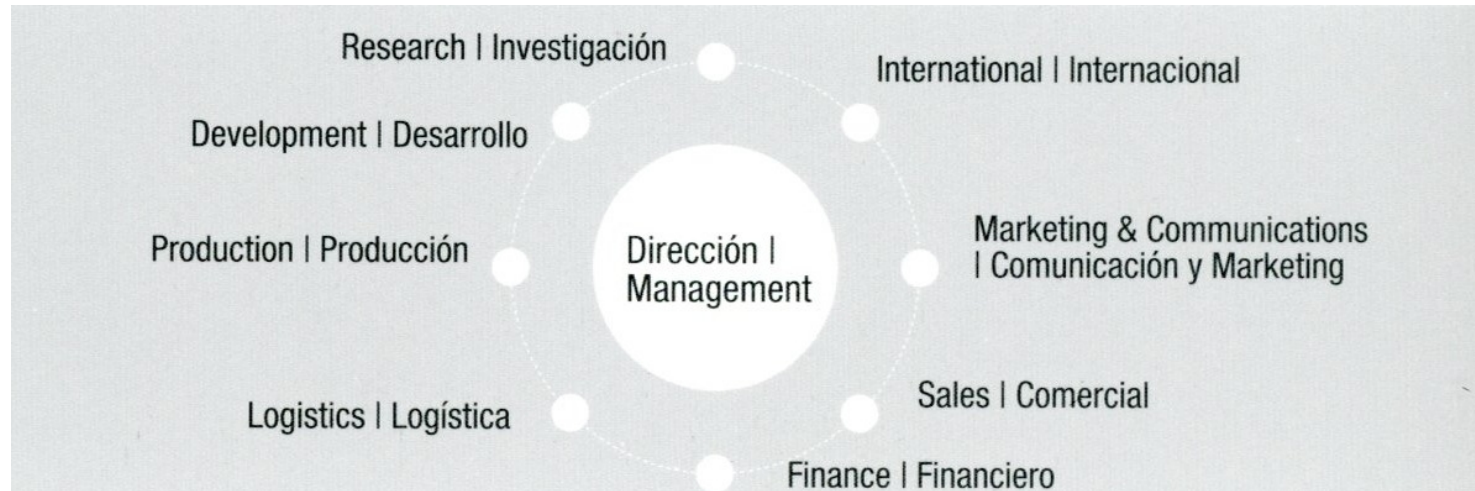 Research | Investigación
International | Internacional
Development | Desarrollo
Marketing & Communications
| Comunicación y Marketing
Production | Producción
Dirección |
Management
Sales | Comercial
Logistics | Logística
Finance | Financiero